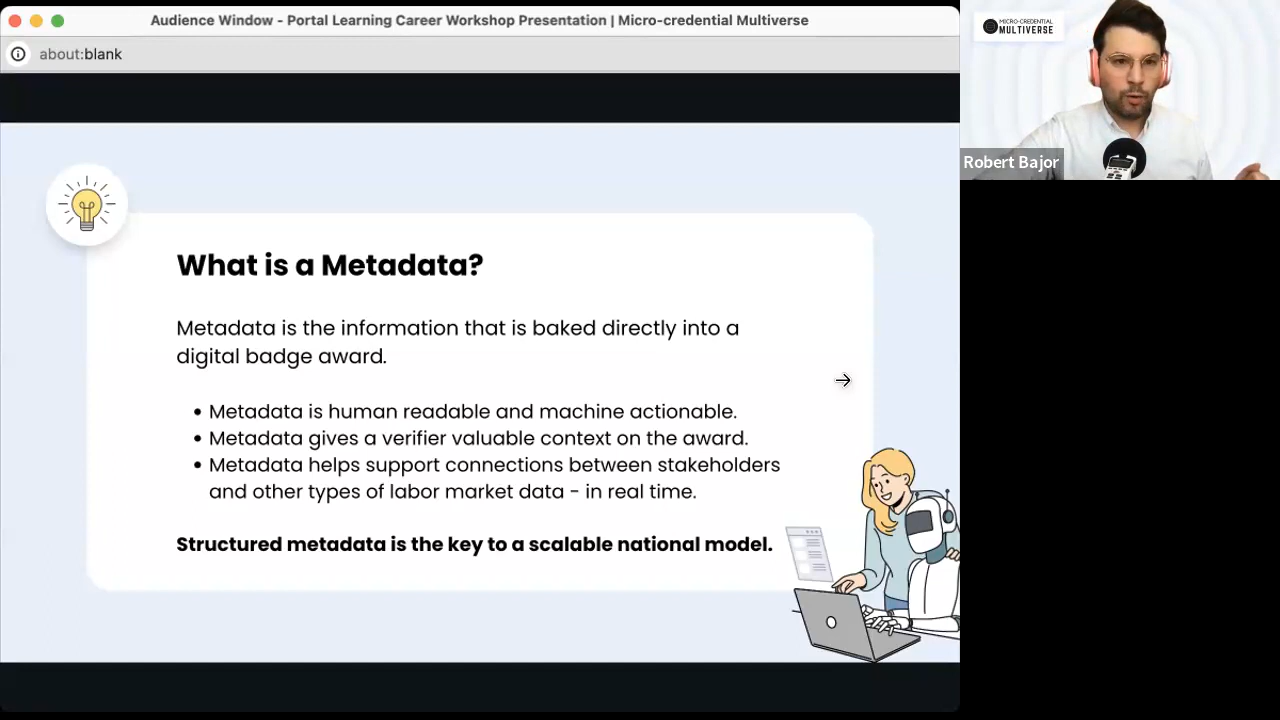 Audience Window - Portal Learning Career Workshop Presentation | Micro-credential Multiverse
about:blank
MICRO-CREDENTIAL
MULTIVERSE
Robert Bajor
What is a Metadata?
Metadata is the information that is baked directly into a
digital badge award.
• Metadata is human readable and machine actionable.
• Metadata gives a verifier valuable context on the award.
• Metadata helps support connections between stakeholders
and other types of labor market data - in real time.
Structured metadata is the key to a scalable national model.